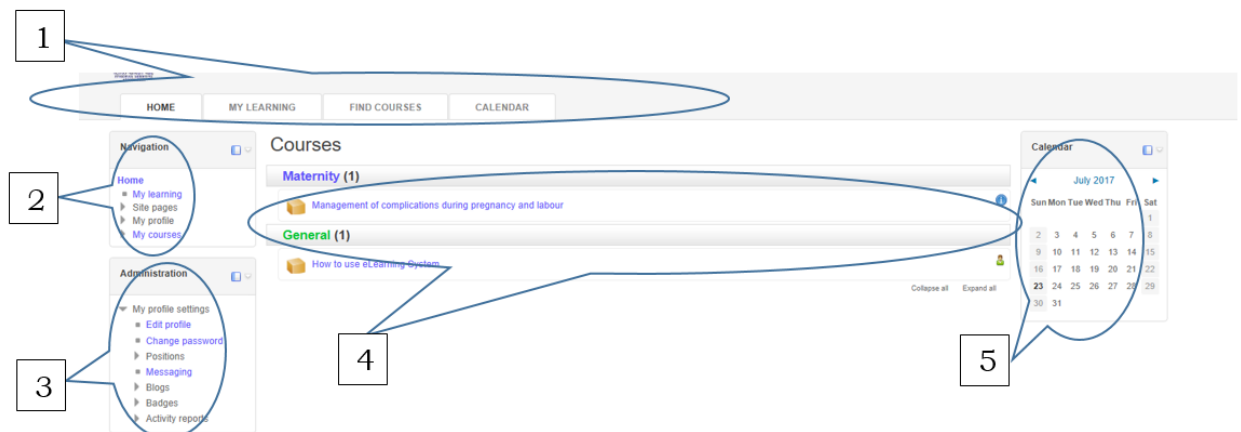 1
HOME MY LEARNING FIND COURSES CALENDAR
Navigation
2
Home
My learning
Site pages
My profile
My courses
Administration
3
My profile settings
Edit profile
Change password
Positions
Messaging
Blogs
Badges
Activity reports
Courses
Maternity (1)
Management of complications during pregnancy and labour
General (1)
How to use eLearning System
Collapse all Expand all
4
Calendar
July 2017
Sun Mon Tue Wed Thu Fri Sat
1
2 3 4 5 6 7 8
9 10 11 12 13 14 15
16 17 18 19 20 21 22
23 24 25 26 27 28 29
30 31
5